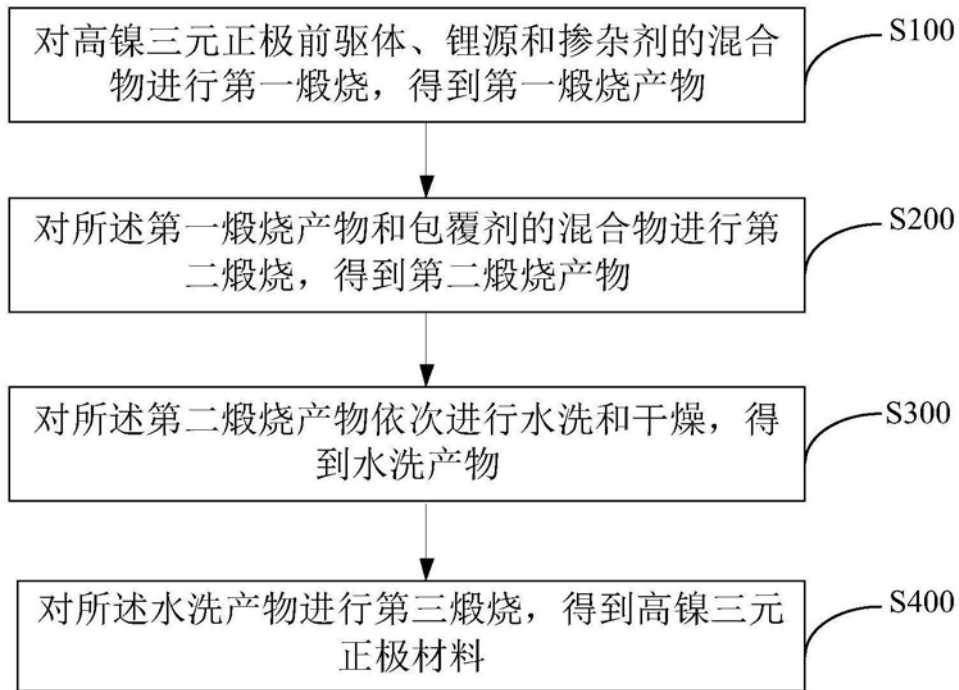 对高镍三元正极前驱体、锂源和掺杂剂的混合
物进行第一煅烧，得到第一煅烧产物
S100
对所述第一煅烧产物和包覆剂的混合物进行第
二煅烧，得到第二煅烧产物
S200
对所述第二煅烧产物依次进行水洗和干燥，得
到水洗产物
S300
对所述水洗产物进行第三煅烧，得到高镍三元
正极材料
S400